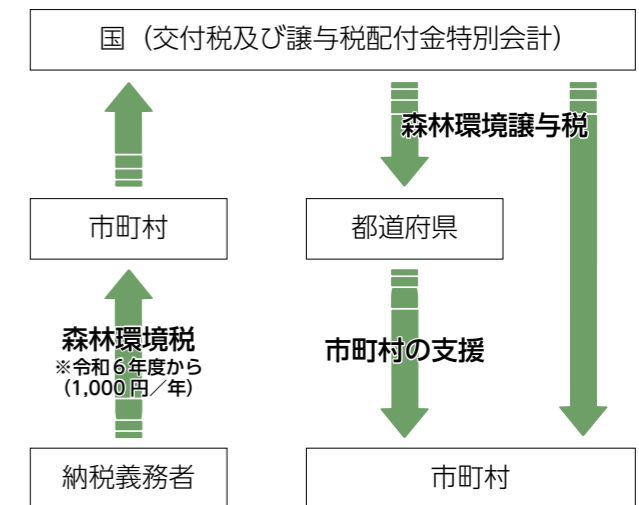 国（交付税及び譲与税配付金特別会計）
森林環境譲与税
市町村
都道府県
森林環境税
※令和６年度から
（1,000 円／年）
市町村の支援
納税義務者
市町村